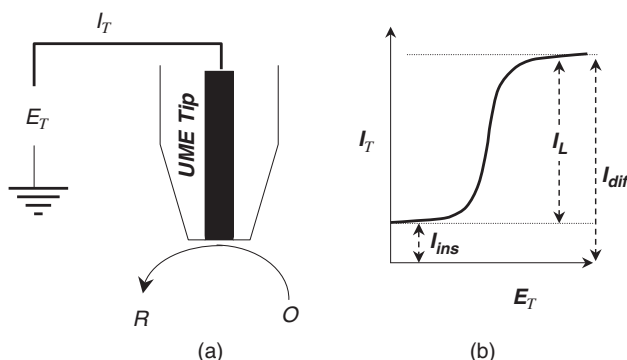 I_T
E_T
UME Tip
R
O
(a)
I_T
I_L
I_dif
I_ins
E_T
(b)